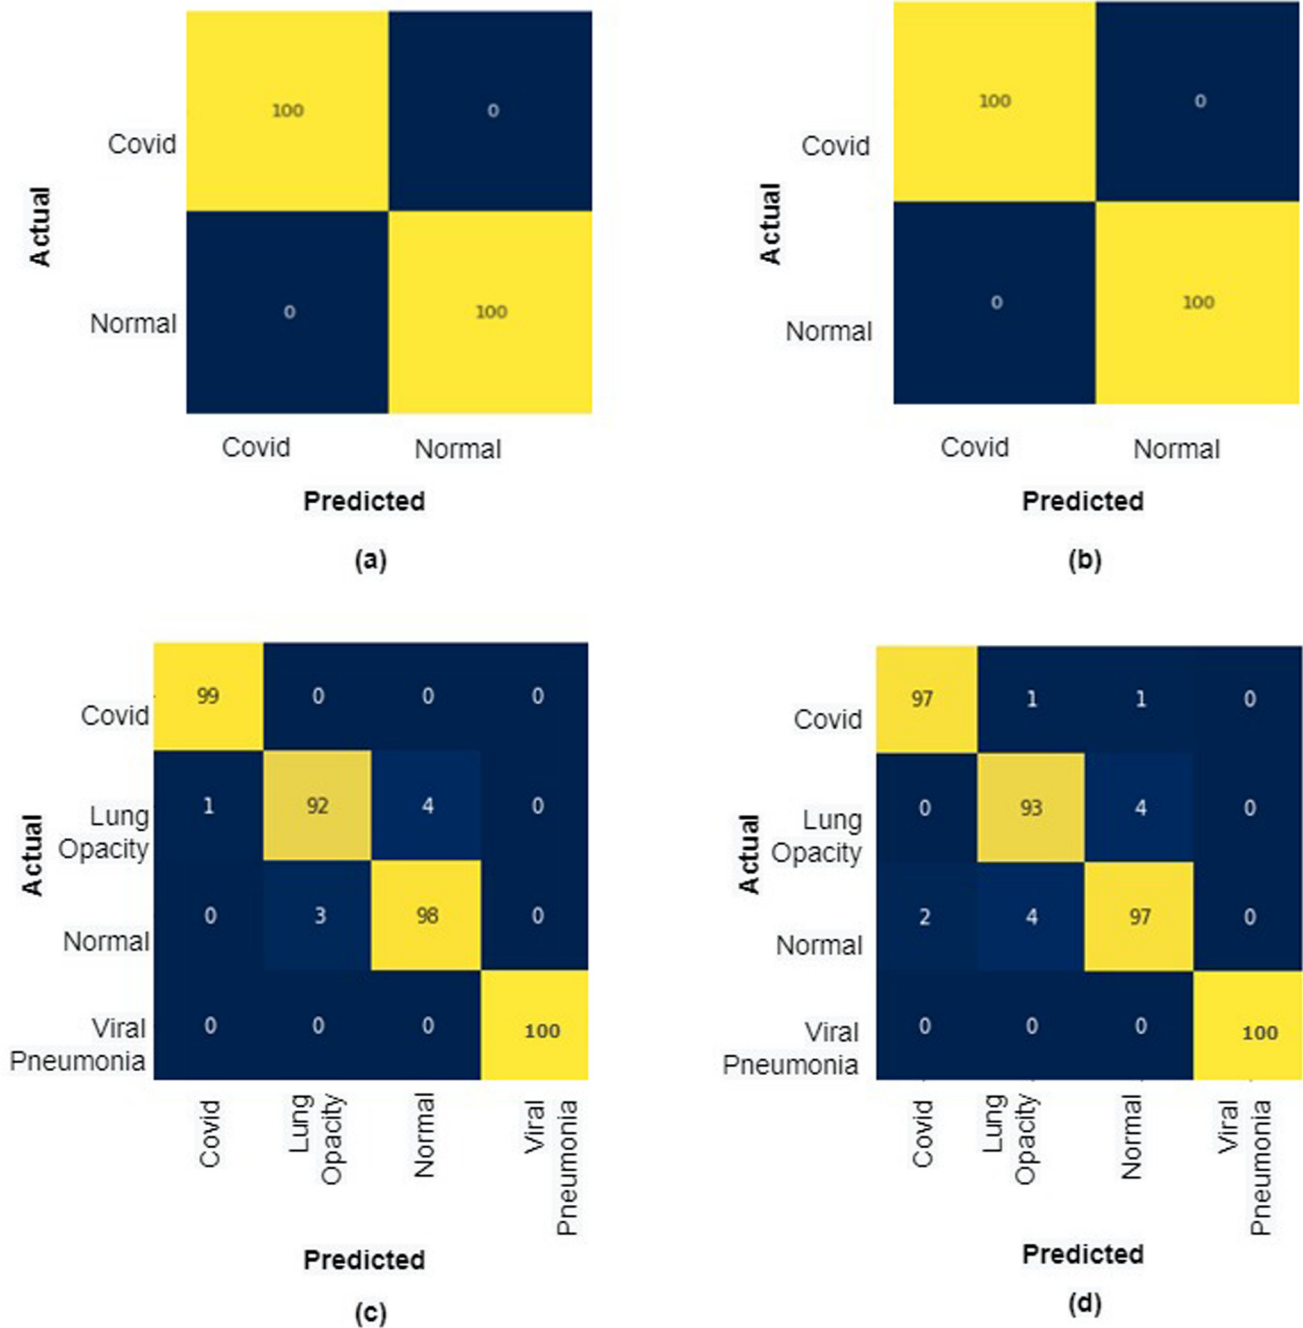 100 0
Covid
Actual
Normal
0 100
Covid Normal
Predicted
(a)
100 0
Covid
Actual
Normal
0 100
Covid Normal
Predicted
(b)
99 0 0 0
Covid
1 92 4 0
Lung
Opacity
Actual
0 3 98 0
Normal
0 0 0 100
Viral
Pneumonia
Covid
Lung
Opacity
Normal
Viral
Pneumonia
Predicted
(c)
97 1 1 0
Covid
0 93 4 0
Lung
Opacity
Actual
2 4 97 0
Normal
0 0 0 100
Viral
Pneumonia
Covid
Lung
Opacity
Normal
Viral
Pneumonia
Predicted
(d)